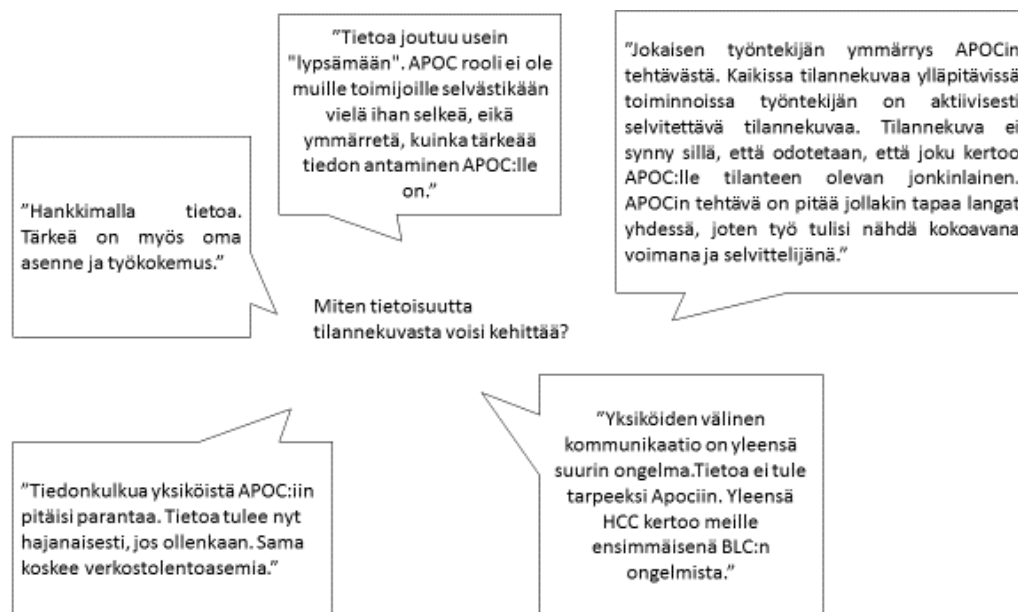 "Tietoa joutuu usein
"lypsämään". APOC rooli ei ole
muille toimijoille selvästikään
vielä ihan selkeä, eikä
ymmärretä, kuinka tärkeää
tiedon antaminen APOC:lle
on."
"Jokaisen työntekijän ymmärrys APOCin
tehtävästä. Kaikissa tilannekuvaa ylläpitävissä
toiminnoissa työntekijän on aktiivisesti
selvitettävä tilannekuvaa. Tilannekuva ei
synny sillä, että odotetaan, että joku kertoo
APOC:lle tilanteen olevan jonkinlainen.
APOCin tehtävä on pitää jollakin tapaa langat
yhdessä, joten työ tulisi nähdä kokoavana
voimana ja selvittelijänä."
"Hankkimalla tietoa.
Tärkeä on myös oma
asenne ja työkokemus."
Miten tietoisuutta
tilannekuvasta voisi kehittää?
"Tiedonkulkua yksiköistä APOC:iin
pitäisi parantaa. Tietoa tulee nyt
hajanaisesti, jos ollenkaan. Sama
koskee verkostolentoasemia."
"Yksiköiden välinen
kommunikaatio on yleensä
suurin ongelma.Tietoa ei tule
tarpeeksi Apociin. Yleensä
HCC kertoo meille
ensimmäisenä BLC:n
ongelmista."